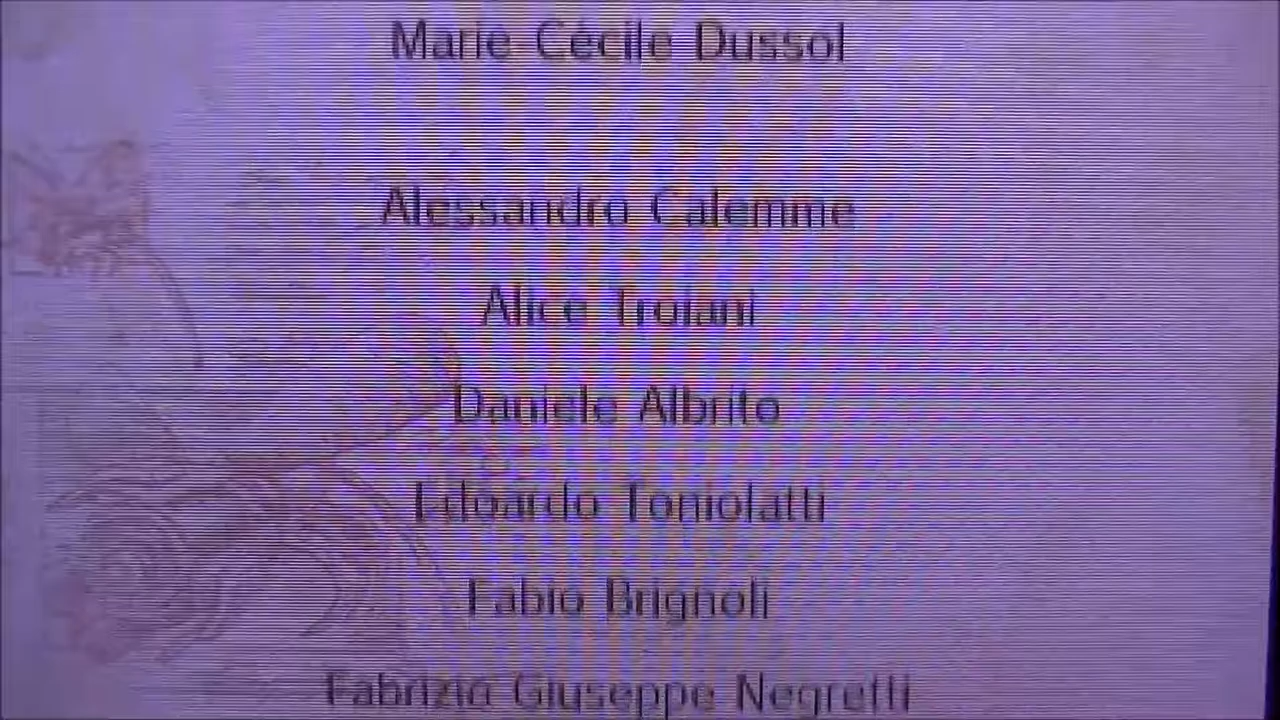 Marie Cécile Dussol
Alessandro Calemme
Alice Troiani
Daniele Albrito
Edoardo Toniolatti
Fabio Brignoli
Fabrizio Giuseppe Negretti